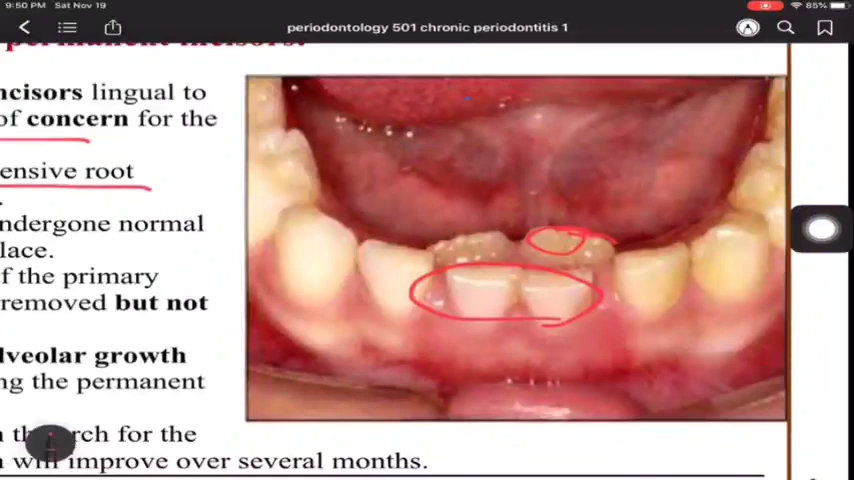 9:50 PM Sat Nov 19
85%
periodontology 501 chronic periodontitis 1
permanent incisors.
ncisors lingual to
of concern for the
ensive root
.
ndergone normal
lace.
f the primary
removed but not
lveolar growth
ng the permanent
n the arch for the
n will improve over several months.